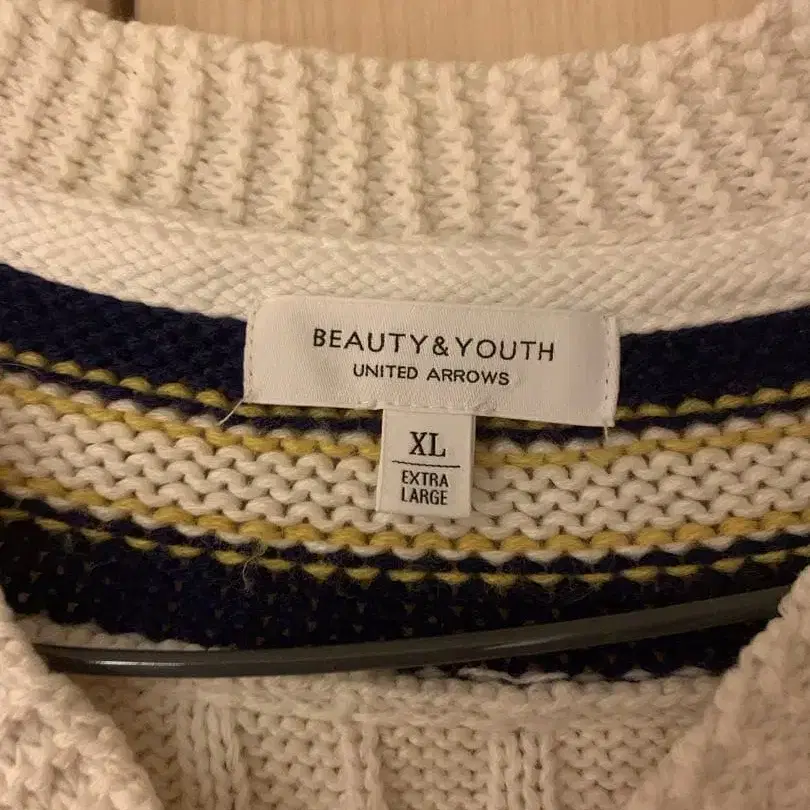 BEAUTY&YOUTH
UNITED ARROWS
XL
EXTRA
LARGE